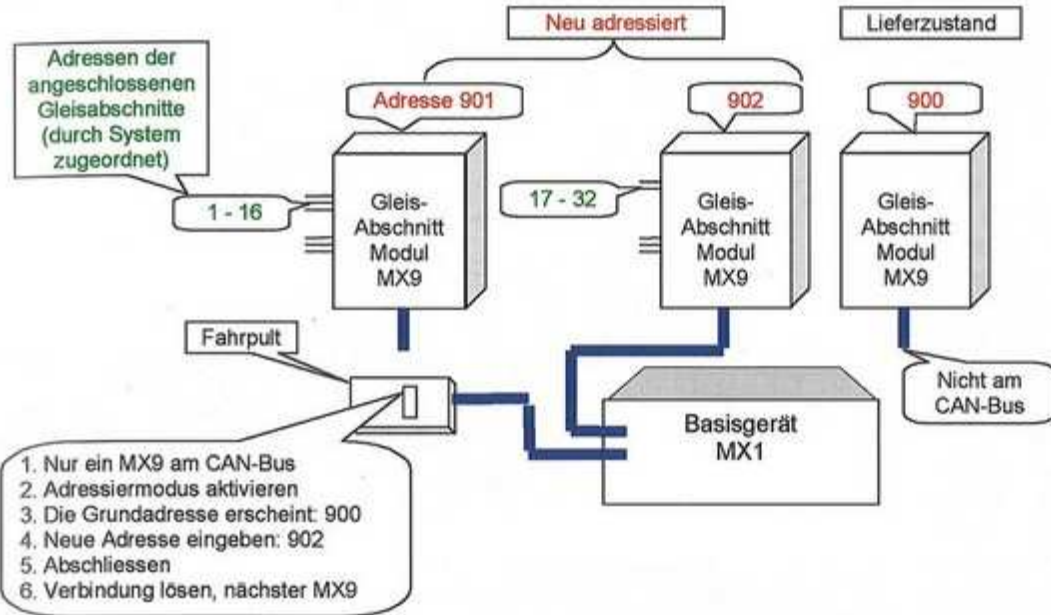 Neu adressiert
Lieferzustand
Adressen der
angeschlossenen
Gleisabschnitte
(durch System
zugeordnet)
Adresse 901
902
900
1 - 16
17 - 32
Gleis-
Abschnitt
Modul
MX9
Gleis-
Abschnitt
Modul
MX9
Gleis-
Abschnitt
Modul
MX9
Fahrpult
Nicht am
CAN-Bus
Basisgerät
MX1
1. Nur ein MX9 am CAN-Bus
2. Adressiermodus aktivieren
3. Die Grundadresse erscheint: 900
4. Neue Adresse eingeben: 902
5. Abschliessen
6. Verbindung lösen, nächster MX9